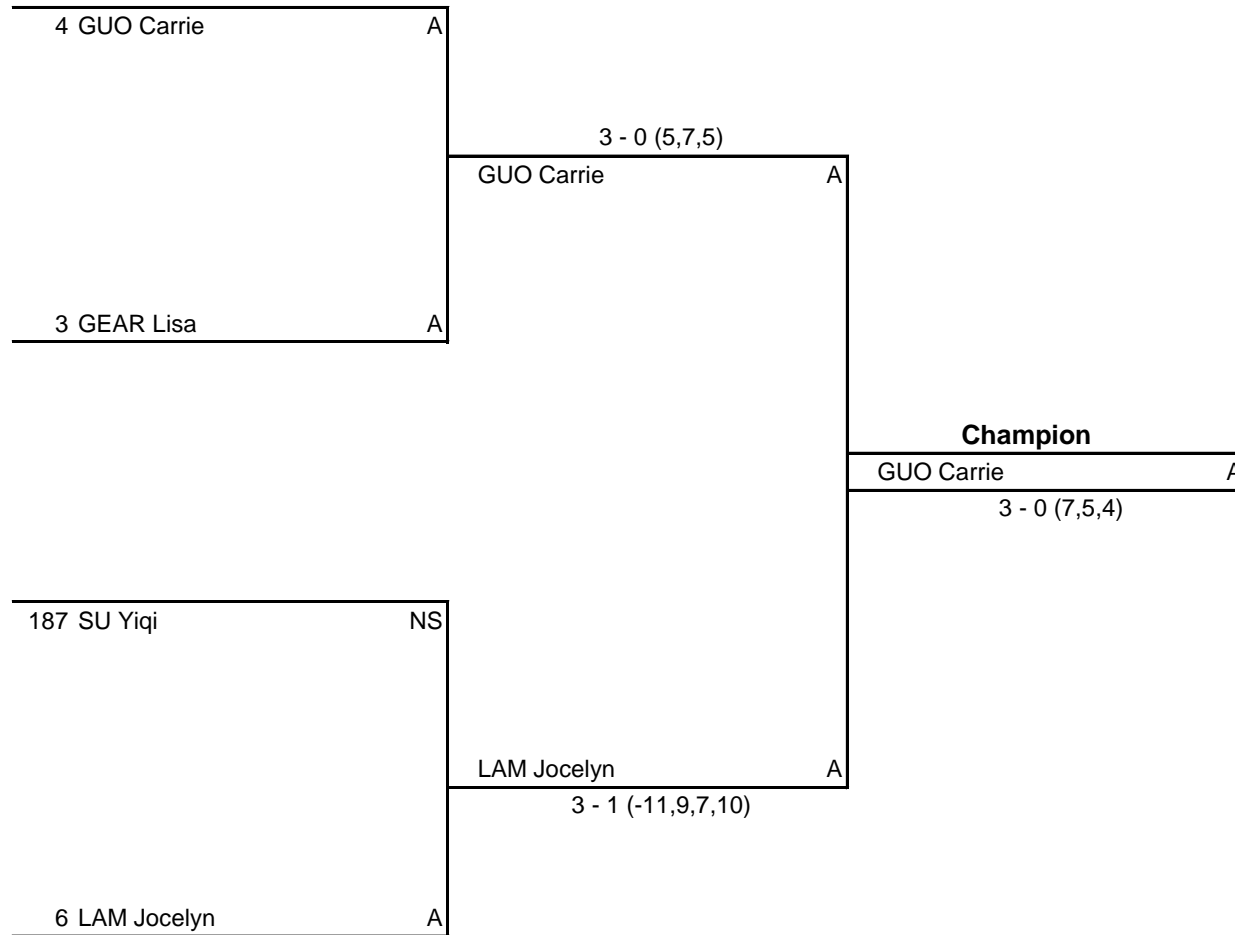 4 GUO Carrie A
3 - 0 (5,7,5)
GUO Carrie A
3 GEAR Lisa A
Champion
GUO Carrie A
3 - 0 (7,5,4)
187 SU Yiqi NS
LAM Jocelyn A
3 - 1 (-11,9,7,10)
6 LAM Jocelyn A